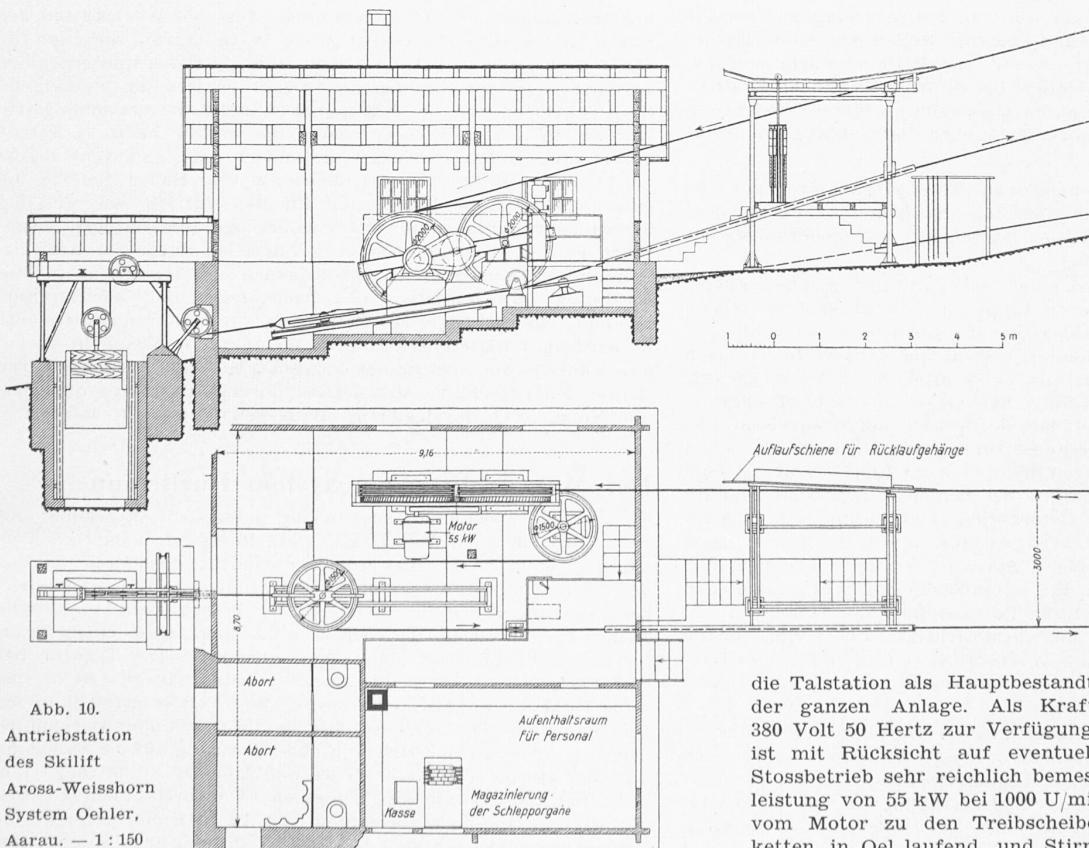 ∅2000
∅2000
1 0 1 2 3 4 5 m
9,16
Auflaufschiene für Rücklaufgehänge
Motor
55 kW
∅1500
∅1500
3000
8,70
Abort
Abort
Aufenthaltsraum
für Personal
Kasse
Magazinierung
der Schlepporgane
Abb. 10.
Antriebstation
des Skilift
Arosa-Weisshorn
System Oehler,
Aarau. — 1 : 150
die Talstation als Hauptbestandt
der ganzen Anlage. Als Kraf
380 Volt 50 Hertz zur Verfügung
ist mit Rücksicht auf eventuel
Stossbetrieb sehr reichlich bemes
leistung von 55 kW bei 1000 U/mi
vom Motor zu den Treibscheibe
ketten, in Oel laufend, und Stirn